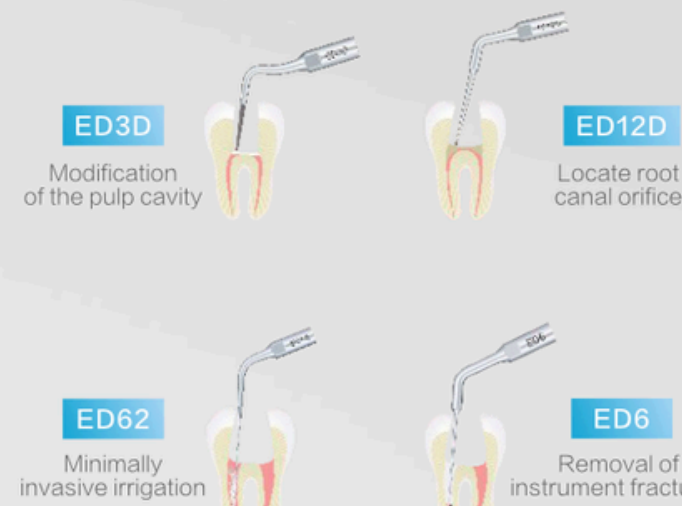 ED3D
Modification
of the pulp cavity
ED12D
Locate root
canal orifice
ED62
Minimally
invasive irrigation
ED6
ED6
Removal of
instrument